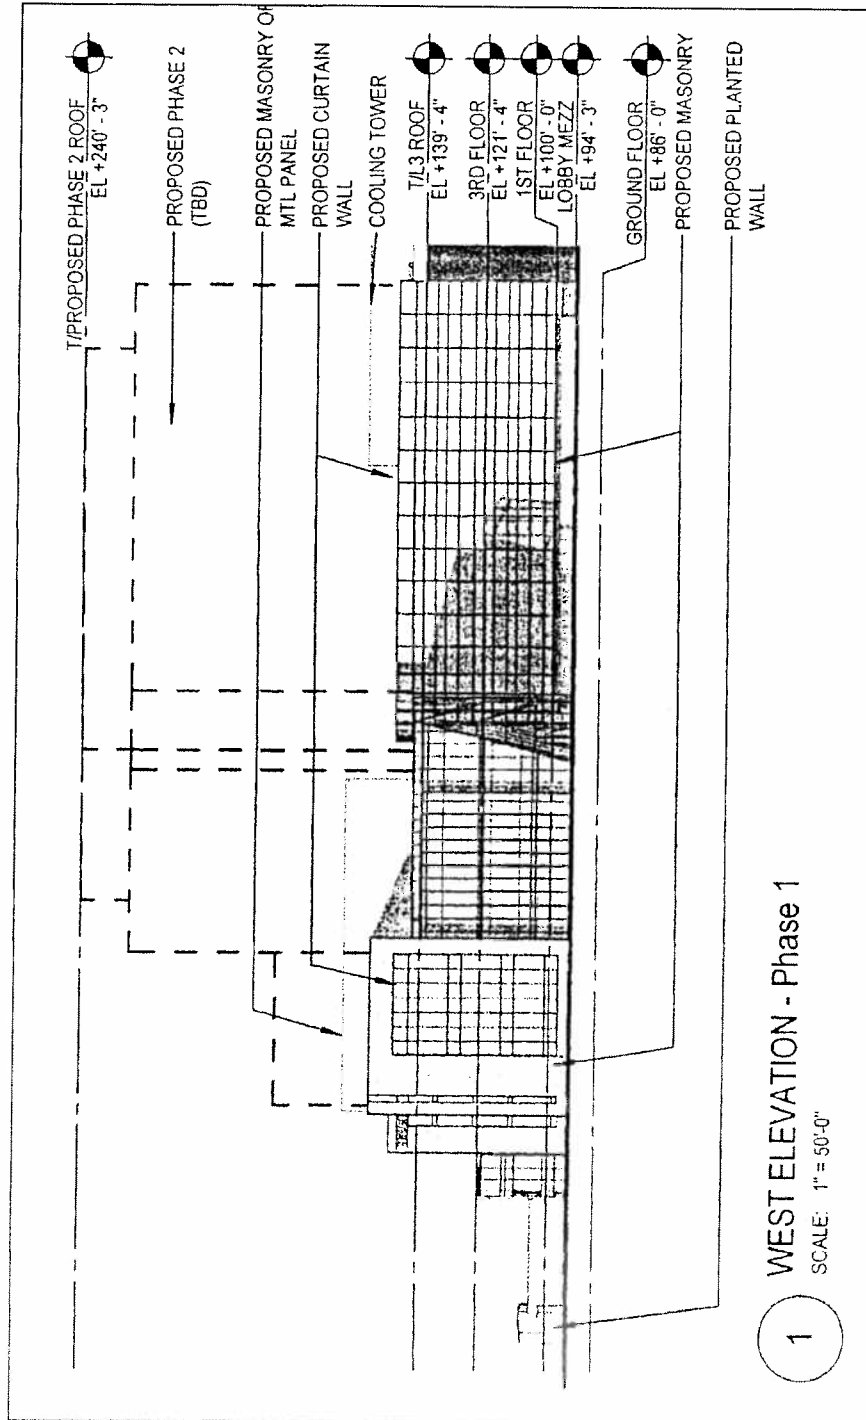 T/PROPOSED PHASE 2 ROOF
EL +240' - 3"
PROPOSED PHASE 2
(TBD)
PROPOSED MASONRY OR
MTL PANEL
PROPOSED CURTAIN
WALL
COOLING TOWER
T/L3 ROOF
EL +139' - 4"
3RD FLOOR
EL +121' - 4"
1ST FLOOR
EL +100' - 0"
LOBBY MEZZ
EL +94' - 3"
GROUND FLOOR
EL +86' - 0"
PROPOSED MASONRY
PROPOSED PLANTED
WALL
1
WEST ELEVATION - Phase 1
SCALE: 1" = 50'-0"